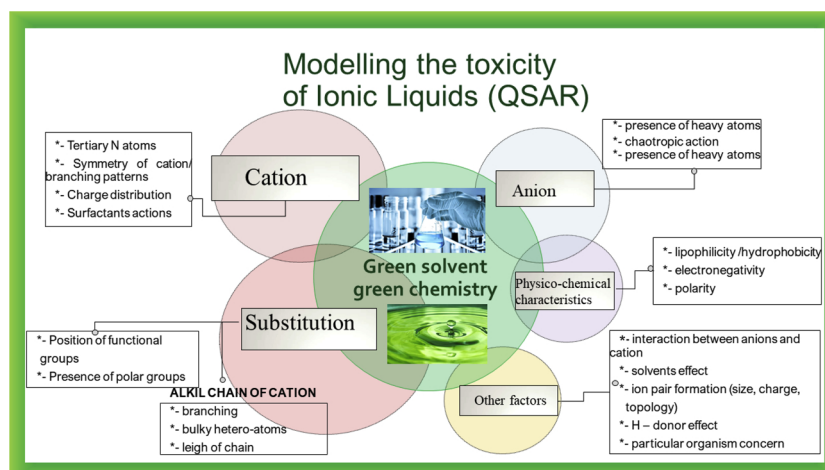 Modelling the toxicity
of Ionic Liquids (QSAR)
*- Tertiary N atoms
*- Symmetry of cation/
branching patterns
*- Charge distribution
*- Surfactants actions
Cation
*- presence of heavy atoms
*- chaotropic action
*- presence of heavy atoms
Anion
Green solvent
green chemistry
*- lipophilicity /hydrophobicity
*- electronegativity
*- polarity
Physico-chemical
characteristics
Substitution
*- Position of functional
groups
*- Presence of polar groups
ALKIL CHAIN OF CATION
*- branching
*- bulky hetero-atoms
*- leigh of chain
Other factors
*- interaction between anions and
cation
*- solvents effect
*- ion pair formation (size, charge,
topology)
*- H – donor effect
*- particular organism concern